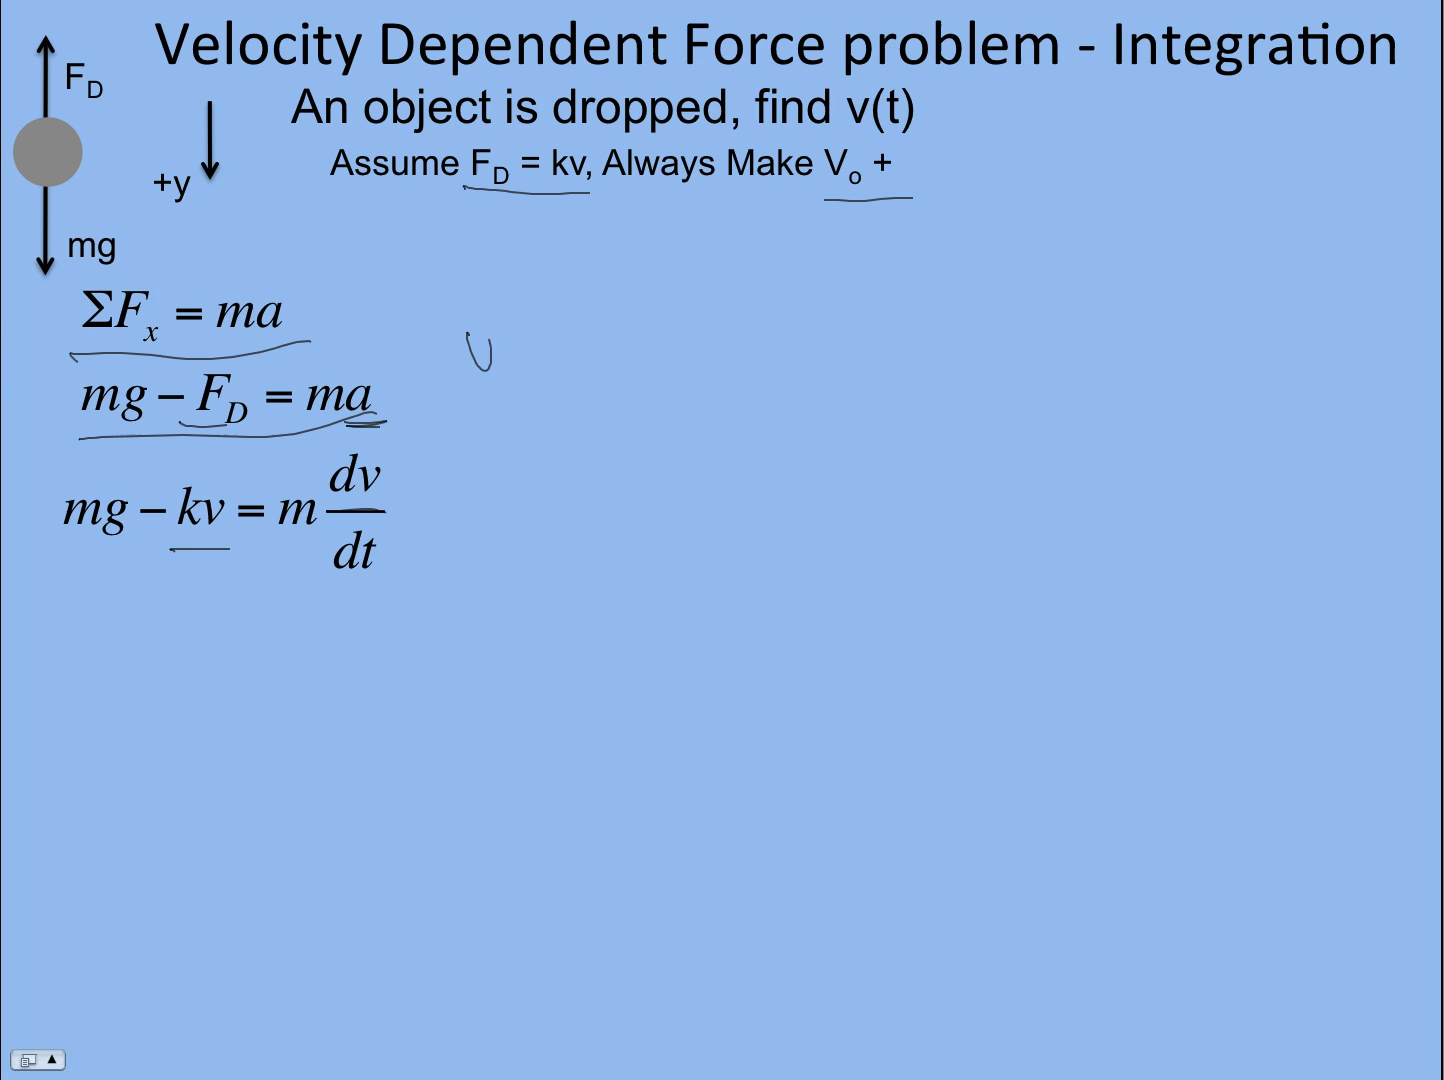 Velocity Dependent Force problem - Integration
F_D
An object is dropped, find v(t)
Assume F_D = kv, Always Make V_o +
+y
mg
ΣF_x = ma
mg − F_D = ma
mg − kv = m dv/dt